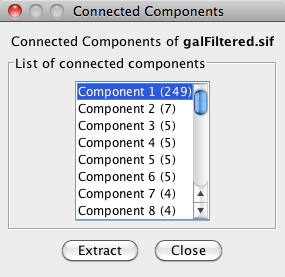 Connected Components
Connected Components of galFiltered.sif
List of connected components
Component 1 (249)
Component 2 (7)
Component 3 (5)
Component 4 (5)
Component 5 (5)
Component 6 (5)
Component 7 (4)
Component 8 (4)
Extract Close